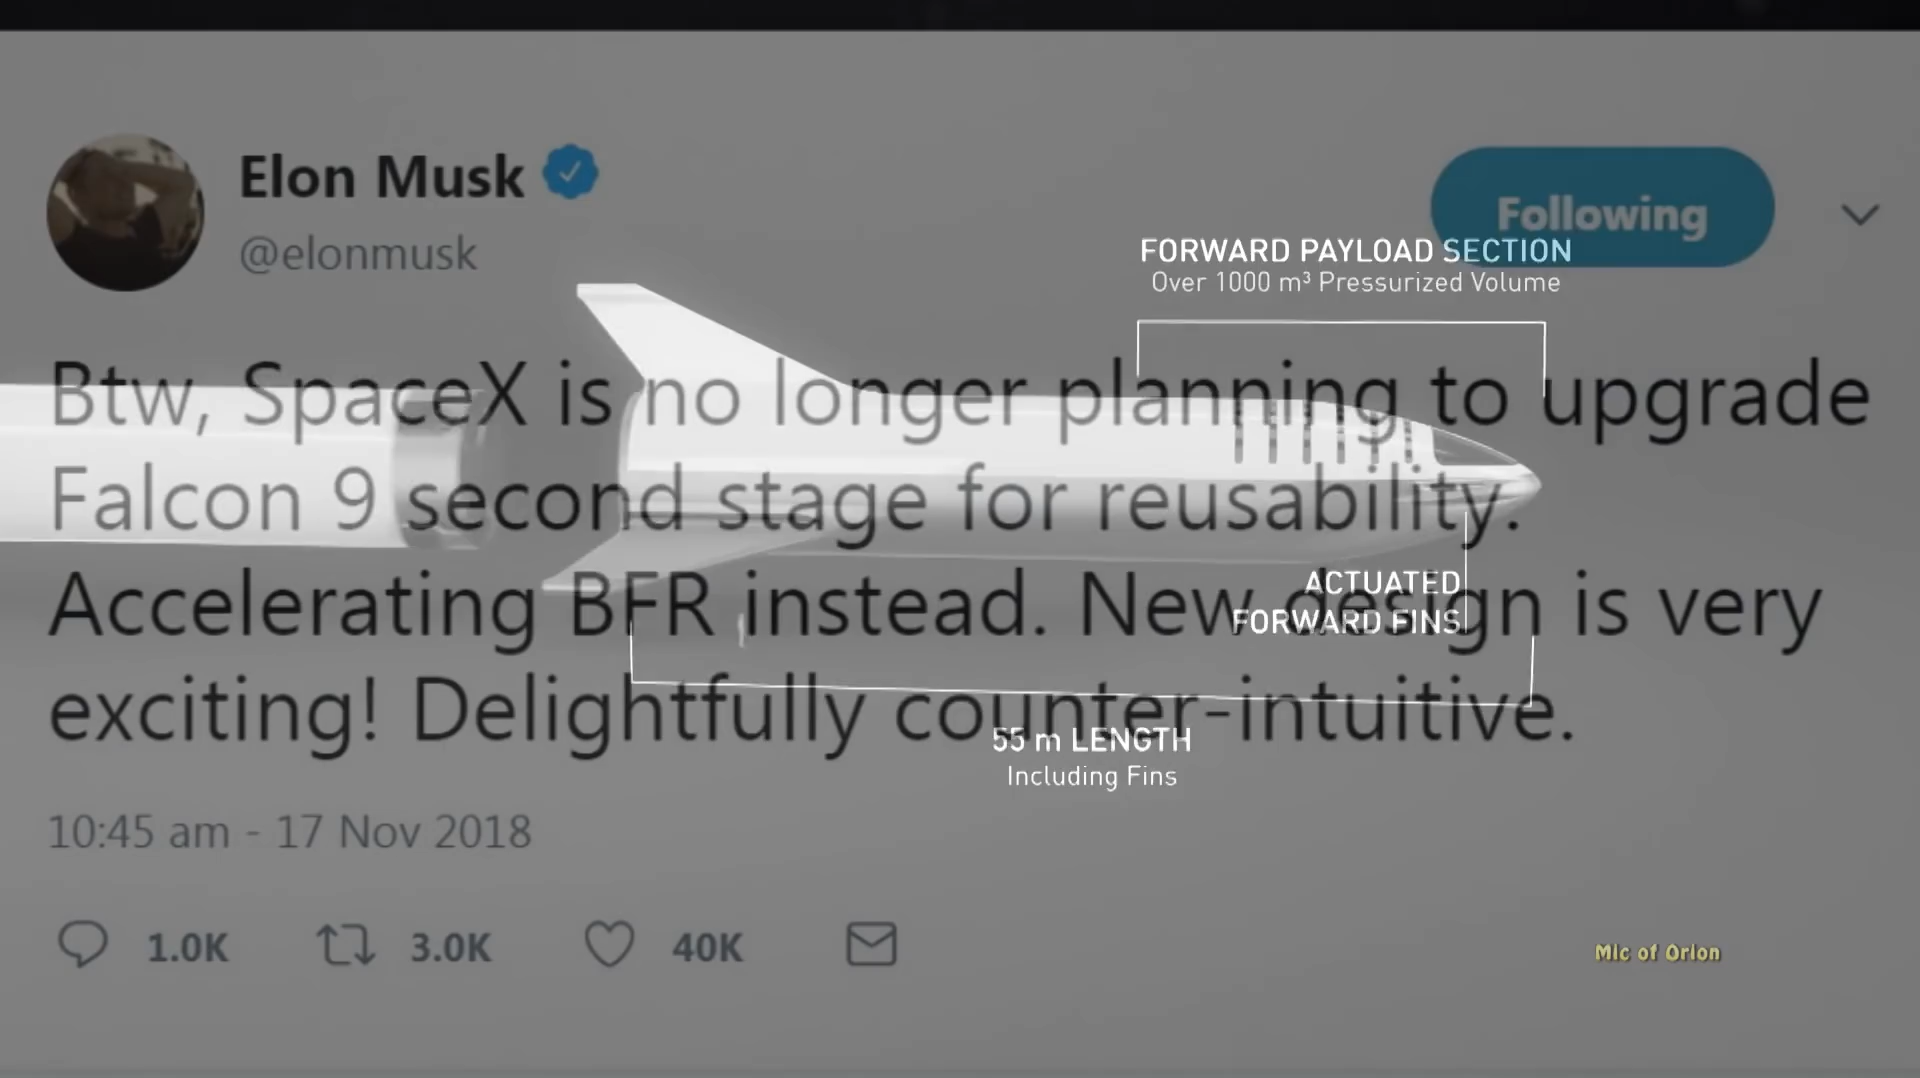 Elon Musk
@elonmusk
Following
FORWARD PAYLOAD SECTION
Over 1000 m³ Pressurized Volume
Btw, SpaceX is no longer planning to upgrade
Falcon 9 second stage for reusability.
Accelerating BFR instead. New design is very
exciting! Delightfully counter-intuitive.
ACTUATED
FORWARD FINS
55 m LENGTH
Including Fins
10:45 am - 17 Nov 2018
1.0K 3.0K 40K
Mic of Orion